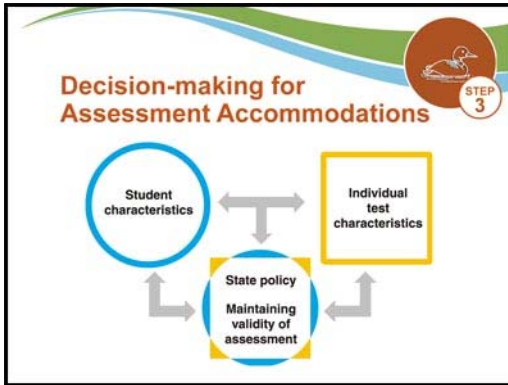 Decision-making for
Assessment Accommodations
STEP
3
Student
characteristics
Individual
test
characteristics
State policy
Maintaining
validity of
assessment